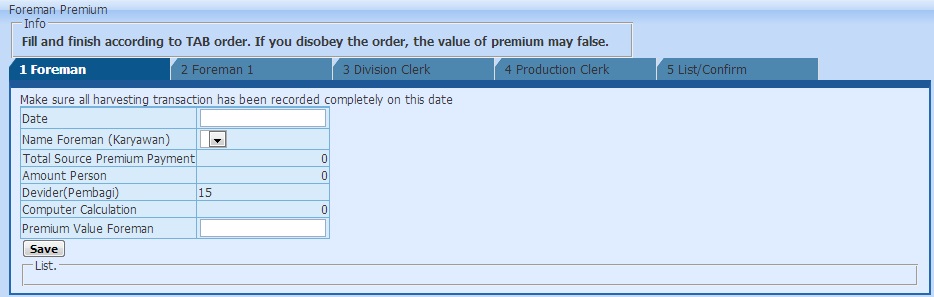 Foreman Premium
Info
Fill and finish according to TAB order. If you disobey the order, the value of premium may false.
1 Foreman 2 Foreman 1 3 Division Clerk 4 Production Clerk 5 List/Confirm
Make sure all harvesting transaction has been recorded completely on this date
Date
Name Foreman (Karyawan)
Total Source Premium Payment 0
Amount Person 0
Devider(Pembagi) 15
Computer Calculation 0
Premium Value Foreman
Save
List.